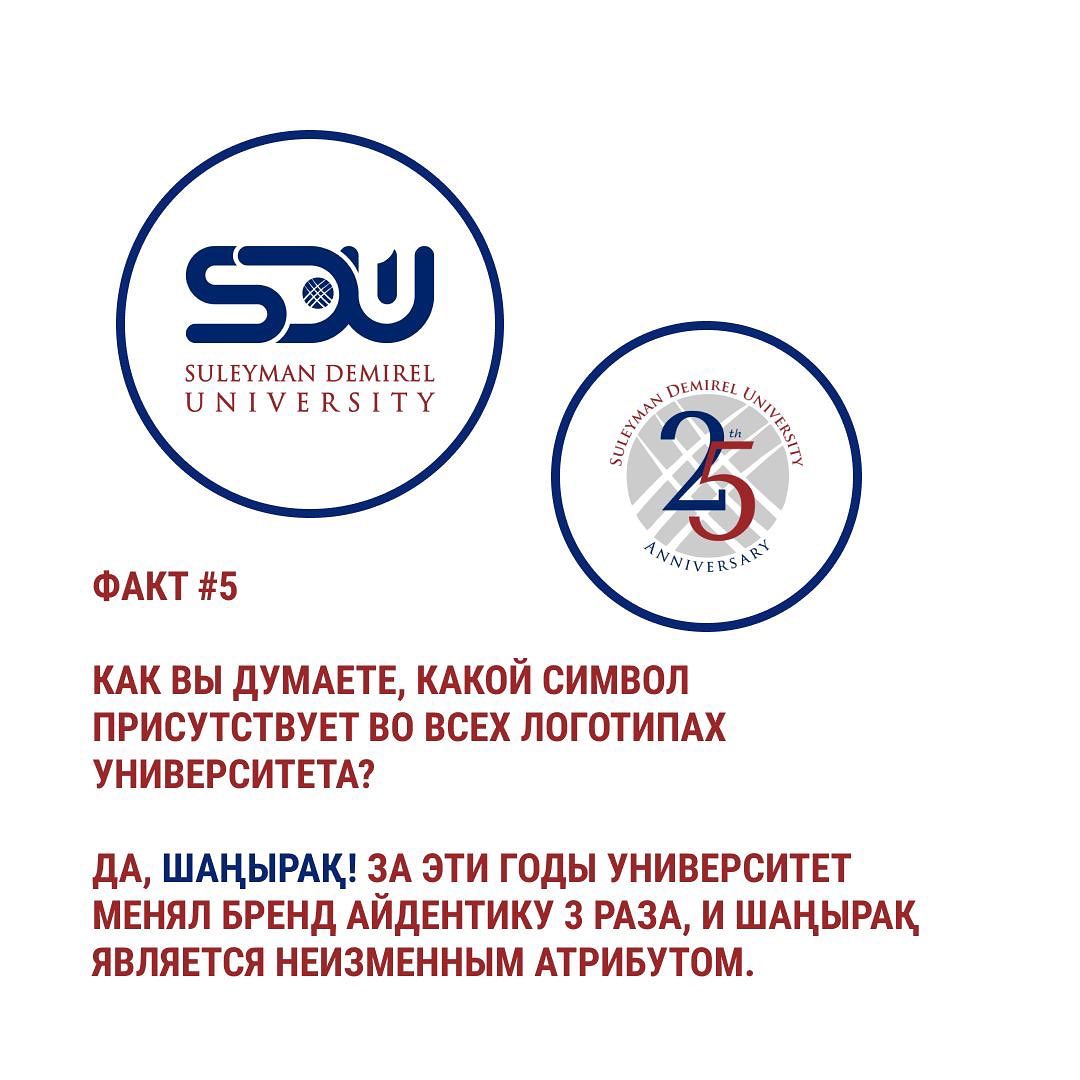 SDU
SULEYMAN DEMIREL
UNIVERSITY
SULEYMAN DEMIREL UNIVERSITY
25th
ANNIVERSARY
ФАКТ #5
КАК ВЫ ДУМАЕТЕ, КАКОЙ СИМВОЛ
ПРИСУТСТВУЕТ ВО ВСЕХ ЛОГОТИПАХ
УНИВЕРСИТЕТА?
ДА, ШАҢЫРАҚ! ЗА ЭТИ ГОДЫ УНИВЕРСИТЕТ
МЕНЯЛ БРЕНД АЙДЕНТИКУ 3 РАЗА, И ШАҢЫРАҚ
ЯВЛЯЕТСЯ НЕИЗМЕННЫМ АТРИБУТОМ.